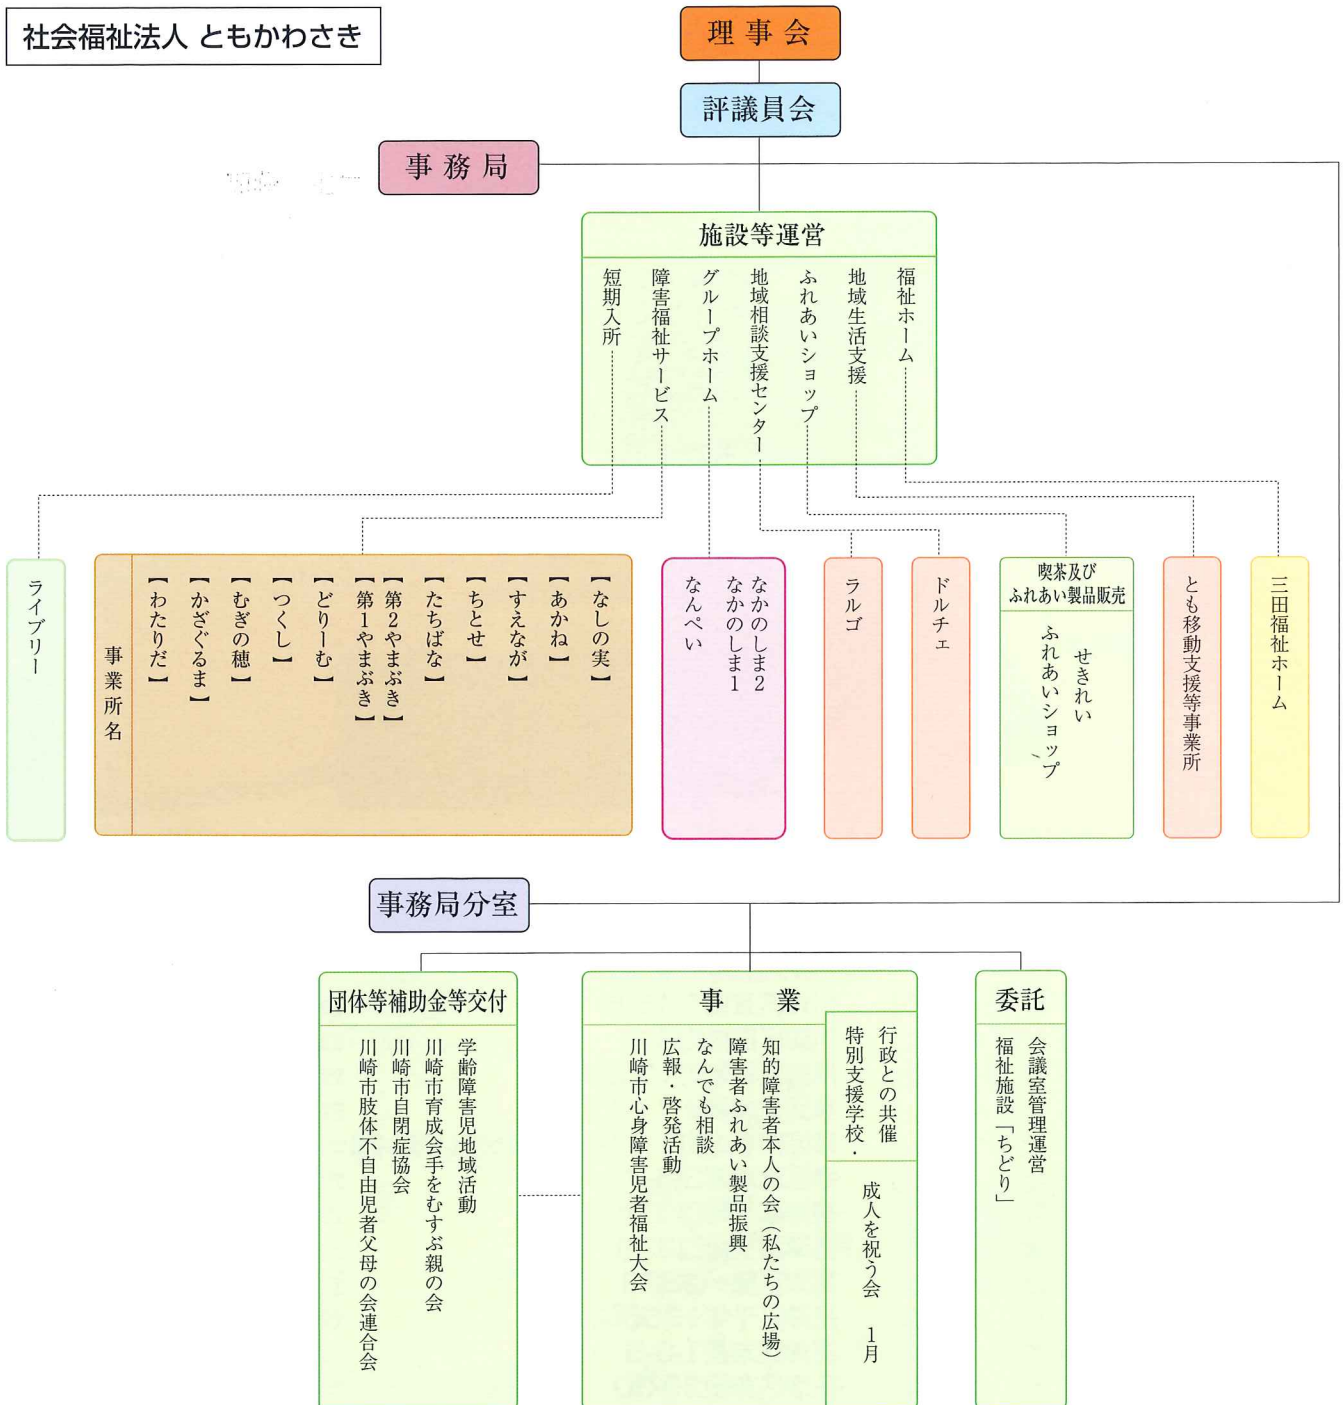 社会福祉法人 ともかわさき
理事会
評議員会
事務局
施設等運営
福祉ホーム
地域生活支援
ふれあいショップ
地域相談支援センター
グループホーム
障害福祉サービス
短期入所
三田福祉ホーム
とも移動支援等事業所
喫茶及び
ふれあい製品販売
せきれい
ふれあいショップ
ドルチェ
ラルゴ
なかのしま2
なかのしま1
なんぺい
【なしの実】
【あかね】
【すえなが】
【ちとせ】
【たちばな】
【第2やまぶき】
【第1やまぶき】
【どりーむ】
【つくし】
【むぎの穂】
【かざぐるま】
【わたりだ】
事業所名
ライブリー
事務局分室
委託
会議室管理運営
福祉施設「ちどり」
事業
行政との共催
特別支援学校・
成人を祝う会 1月
知的障害者本人の会(私たちの広場)
障害者ふれあい製品振興
なんでも相談
広報・啓発活動
川崎市心身障害児者福祉大会
団体等補助金等交付
学齢障害児地域活動
川崎市育成会手をむすぶ親の会
川崎市自閉症協会
川崎市肢体不自由児者父母の会連合会